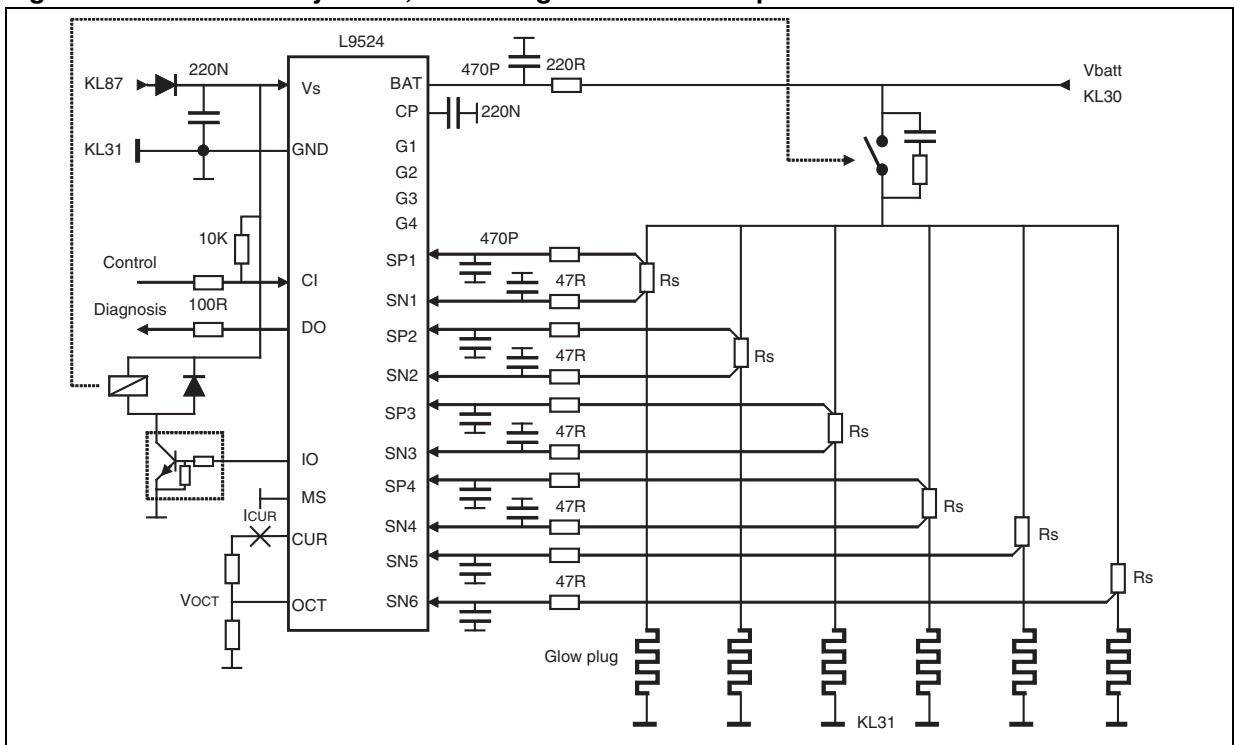 L9524
KL87
220N
Vs
BAT
470P
220R
Vbatt
KL30
CP
220N
KL31
GND
G1
G2
G3
G4
10K
Control
CI
SP1
470P
Rs
SN1
47R
Diagnosis
100R
DO
SP2
47R
Rs
SN2
SP3
47R
Rs
SN3
IO
SP4
MS
47R
Rs
SN4
ICUR
CUR
SN5
Rs
47R
Rs
SN6
VOCT
OCT
Glow plug
KL31